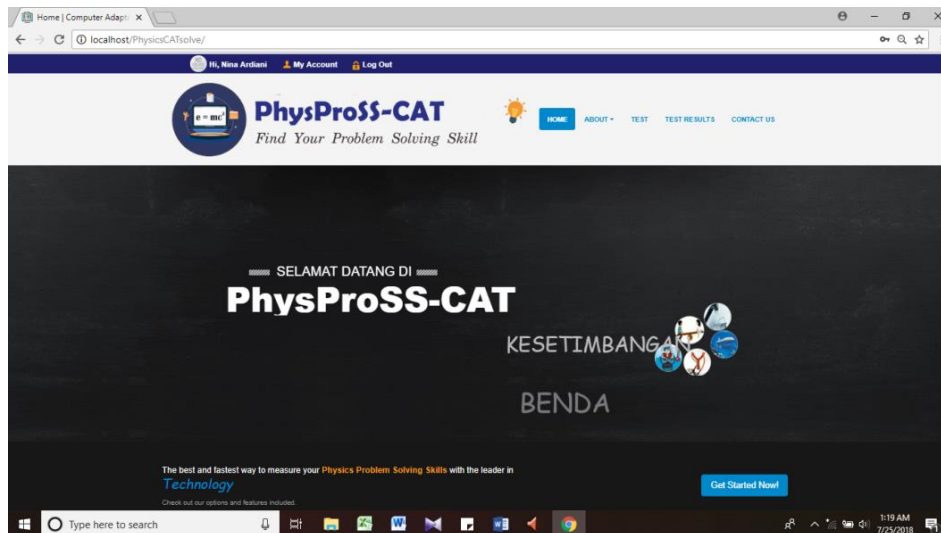 Home | Computer Adapti
localhost/PhysicsCATsolve/
Hi, Nina Ardiani My Account Log Out
e = mc²
PhysProSS-CAT
Find Your Problem Solving Skill
HOME ABOUT TEST TEST RESULTS CONTACT US
SELAMAT DATANG DI
PhysProSS-CAT
KESETIMBANGAN
BENDA
The best and fastest way to measure your Physics Problem Solving Skills with the leader in
Technology
Check out our options and features included.
Get Started Now!
Type here to search
1:19 AM
7/25/2018